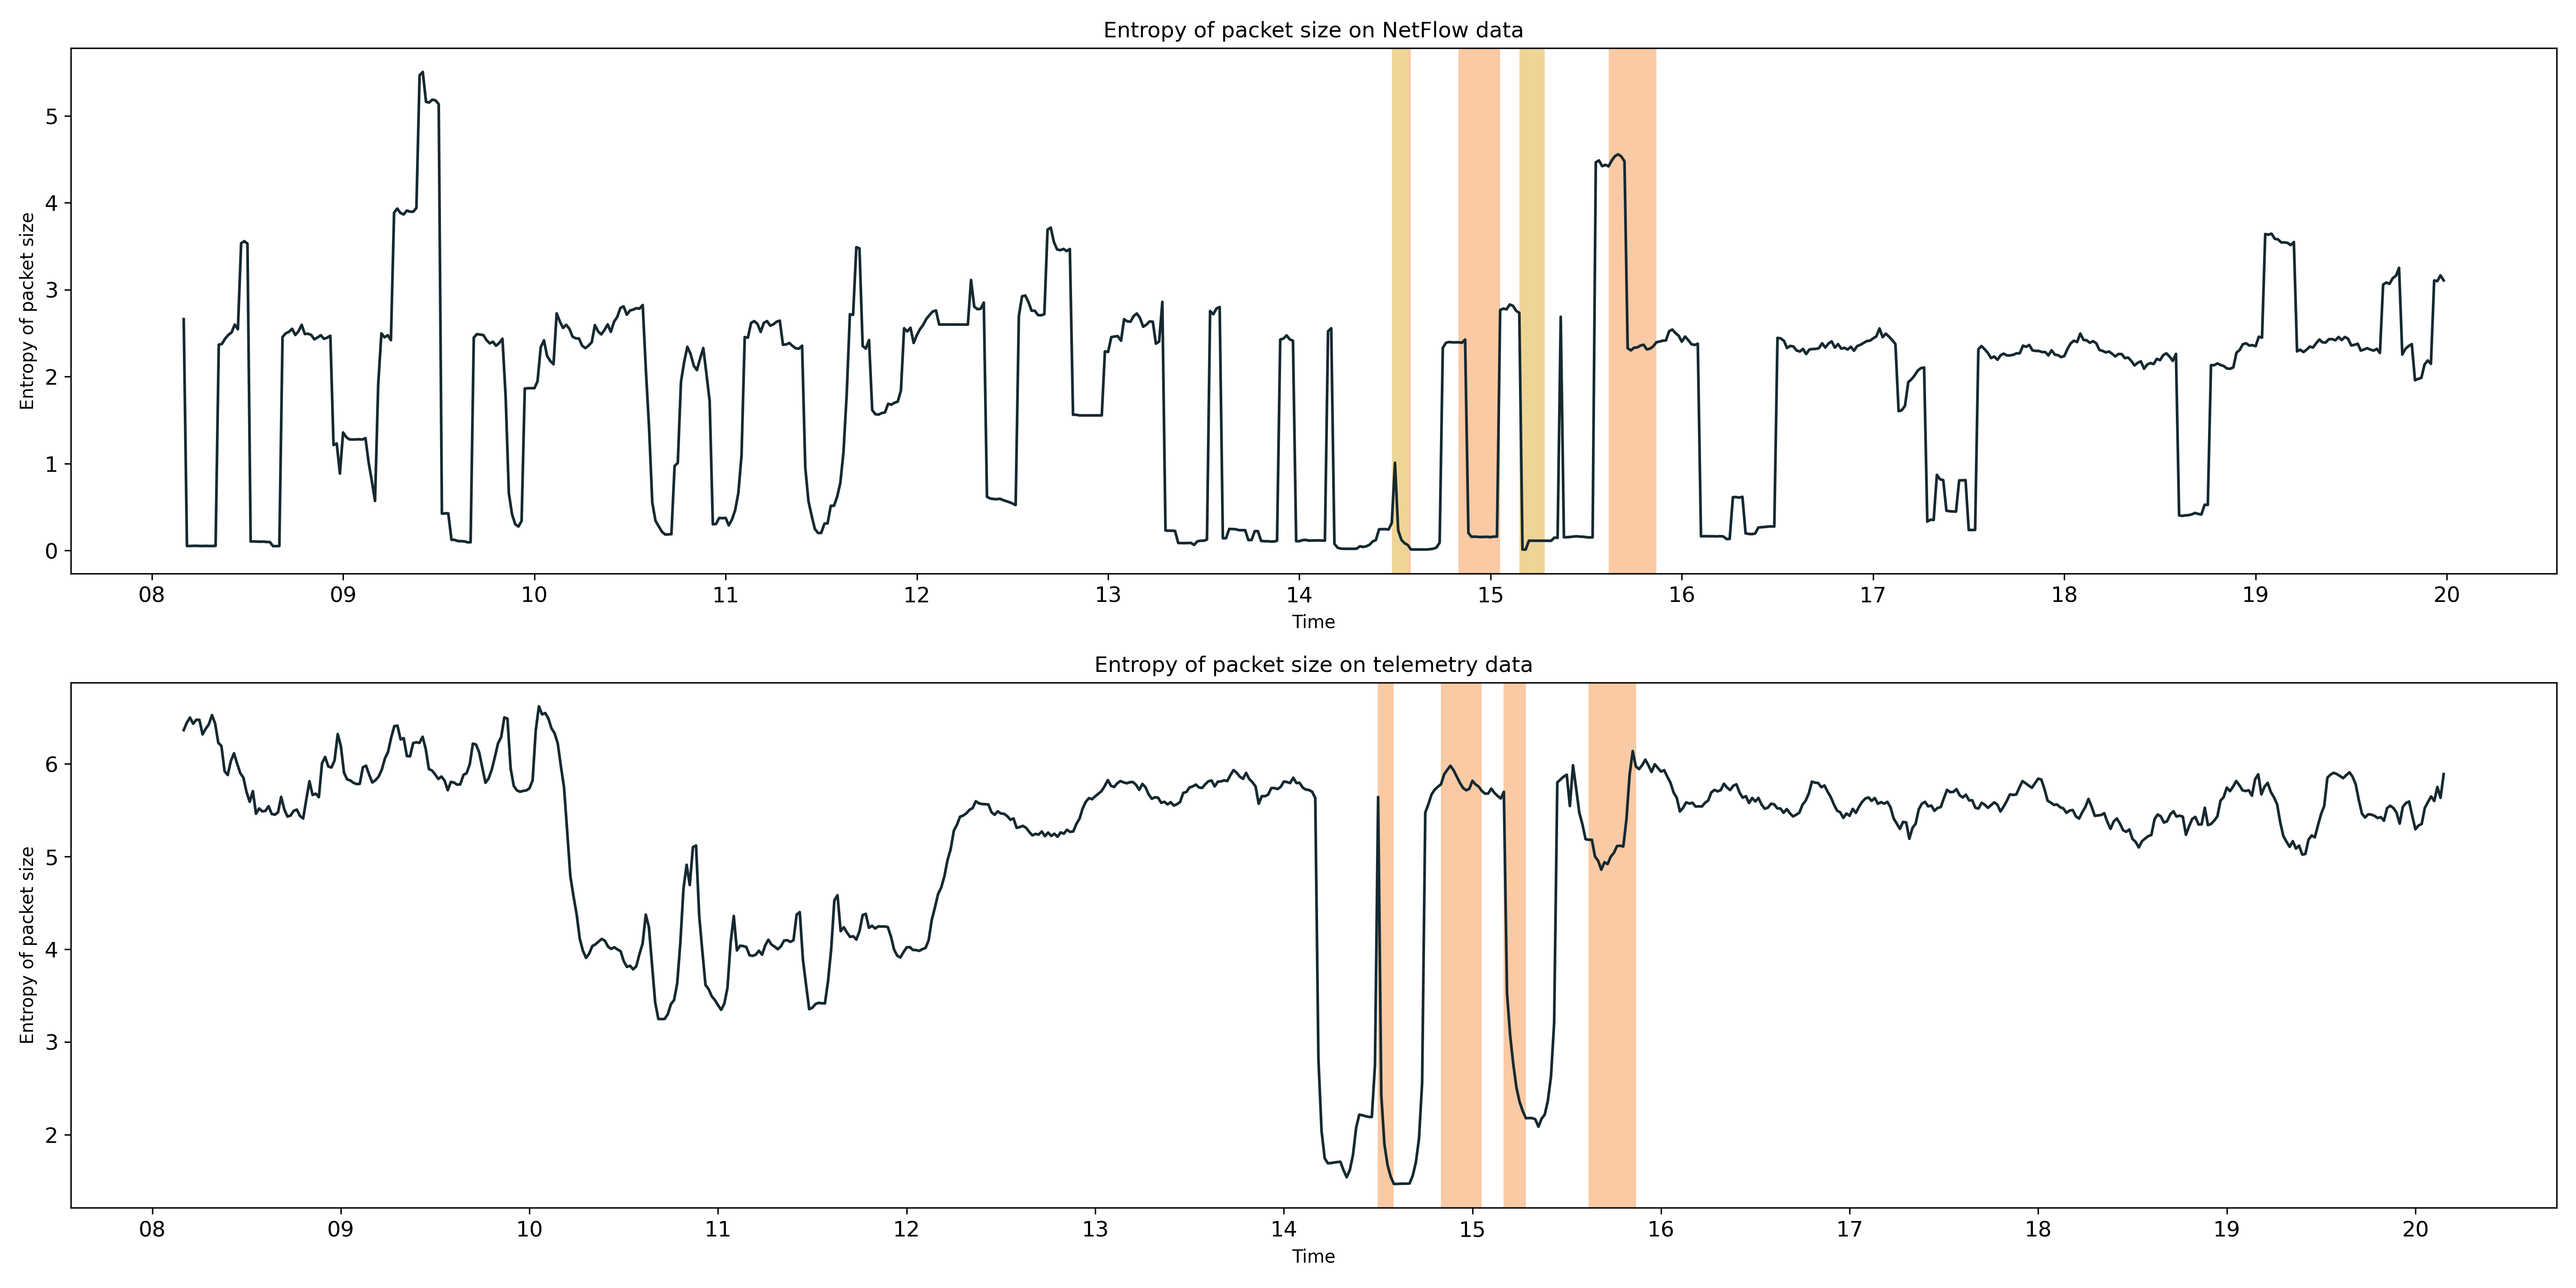 Entropy of packet size on NetFlow data
Entropy of packet size
5
4
3
2
1
0
08 09 10 11 12 13 14 15 16 17 18 19 20
Time
Entropy of packet size on telemetry data
Entropy of packet size
6
5
4
3
2
08 09 10 11 12 13 14 15 16 17 18 19 20
Time